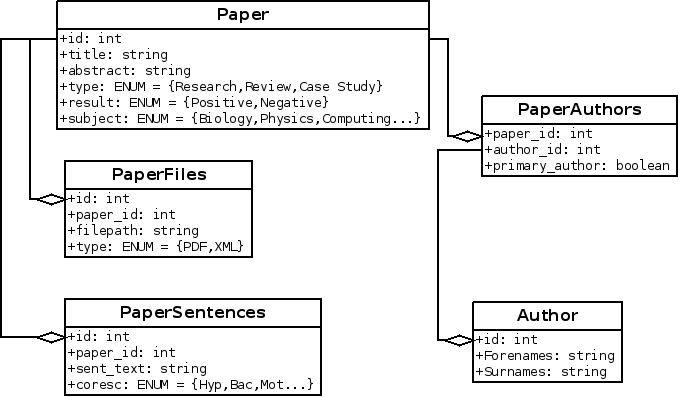 Paper
+id: int
+title: string
+abstract: string
+type: ENUM = {Research,Review,Case Study}
+result: ENUM = {Positive,Negative}
+subject: ENUM = {Biology,Physics,Computing...}
PaperAuthors
+paper_id: int
+author_id: int
+primary_author: boolean
PaperFiles
+id: int
+paper_id: int
+filepath: string
+type: ENUM = {PDF,XML}
PaperSentences
+id: int
+paper_id: int
+sent_text: string
+coresc: ENUM = {Hyp,Bac,Mot...}
Author
+id: int
+Forenames: string
+Surnames: string